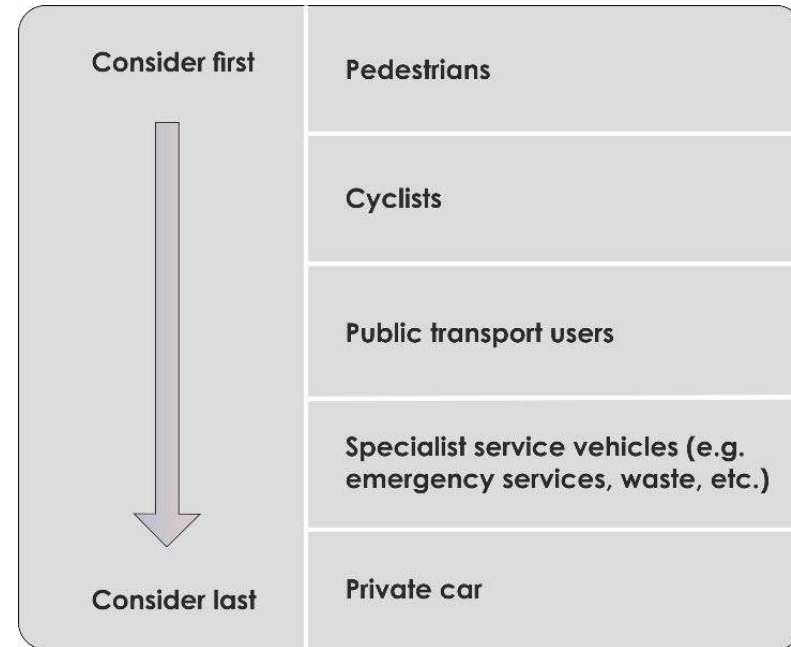 Consider first
Pedestrians
Cyclists
Public transport users
Specialist service vehicles (e.g.
emergency services, waste, etc.)
Private car
Consider last